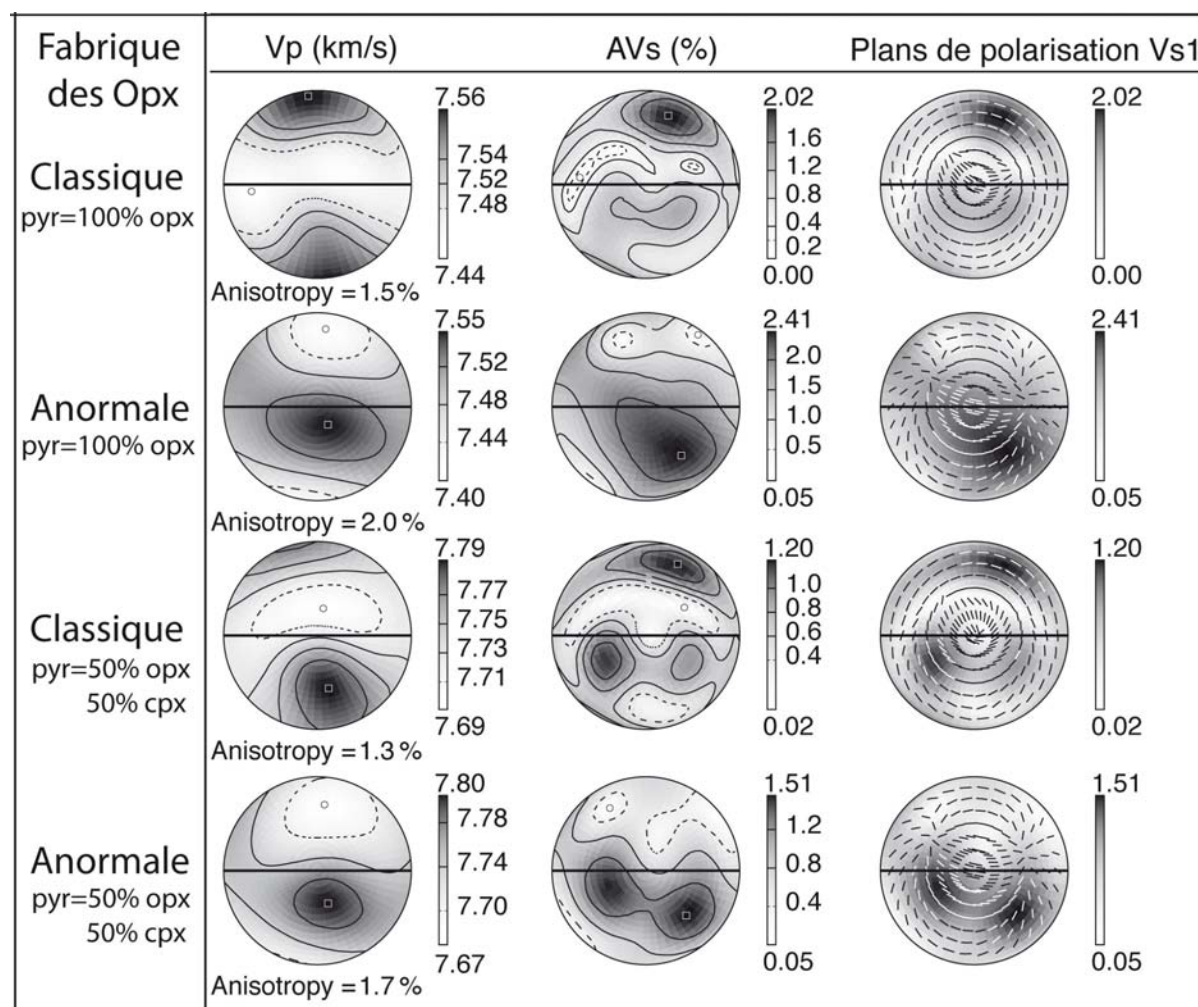 Fabrique
des Opx
Vp (km/s)
AVs (%)
Plans de polarisation Vs1
Classique
pyr=100% opx
7.56
7.54
7.52
7.48
7.44
Anisotropy = 1.5%
2.02
1.6
1.2
0.8
0.4
0.2
0.00
2.02
0.00
Anormale
pyr=100% opx
7.55
7.52
7.48
7.44
7.40
Anisotropy = 2.0 %
2.41
2.0
1.5
1.0
0.5
0.05
2.41
0.05
Classique
pyr=50% opx
50% cpx
7.79
7.77
7.75
7.73
7.71
7.69
Anisotropy = 1.3 %
1.20
1.0
0.8
0.6
0.4
0.02
1.20
0.02
Anormale
pyr=50% opx
50% cpx
7.80
7.78
7.74
7.70
7.67
Anisotropy = 1.7 %
1.51
1.2
0.8
0.4
0.05
1.51
0.05